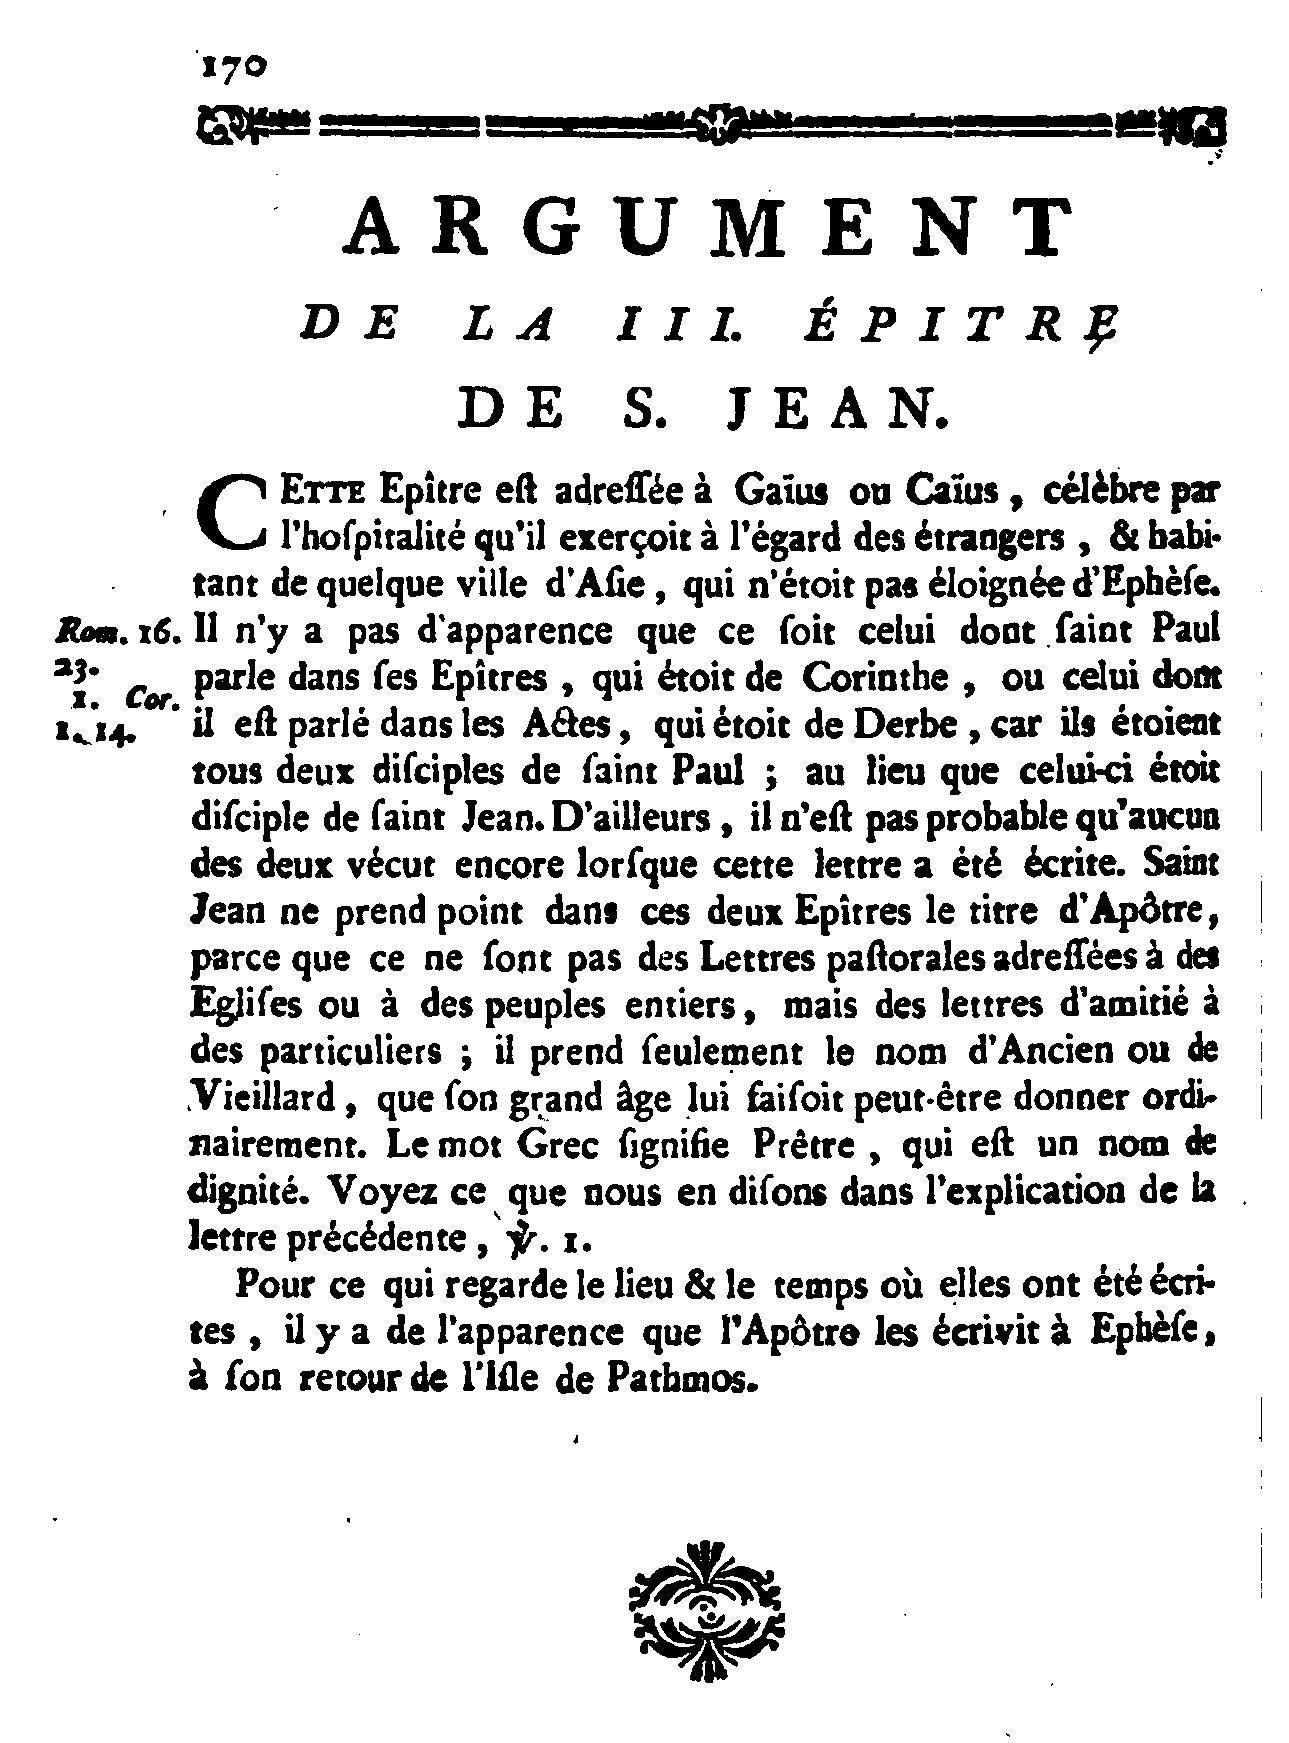 170
ARGUMENT
DE LA III. ÉPITRE
DE S. JEAN.
CETTE Epître eſt adreſſée à Gaïus ou Caïus, célèbre par
l'hoſpitalité qu'il exerçoit à l'égard des étrangers, & habi-
tant de quelque ville d'Aſie, qui n'étoit pas éloignée d'Ephèſe.
Rom. 16. Il n'y a pas d'apparence que ce ſoit celui dont ſaint Paul
23. parle dans ſes Epîtres, qui étoit de Corinthe, ou celui dont
1. Cor.
1. 14. il eſt parlé dans les Actes, qui étoit de Derbe, car ils étoient
tous deux diſciples de ſaint Paul; au lieu que celui-ci étoit
diſciple de ſaint Jean. D'ailleurs, il n'eſt pas probable qu'aucun
des deux vécut encore lorſque cette lettre a été écrite. Saint
Jean ne prend point dans ces deux Epîtres le titre d'Apôtre,
parce que ce ne ſont pas des Lettres paſtorales adreſſées à des
Egliſes ou à des peuples entiers, mais des lettres d'amitié à
des particuliers; il prend ſeulement le nom d'Ancien ou de
Vieillard, que ſon grand âge lui faiſoit peut-être donner ordi-
nairement. Le mot Grec ſignifie Prêtre, qui eſt un nom de
dignité. Voyez ce que nous en diſons dans l'explication de la
lettre précédente, ℣. 1.
Pour ce qui regarde le lieu & le temps où elles ont été écri-
tes, il y a de l'apparence que l'Apôtre les écrivit à Ephèſe,
à ſon retour de l'Iſle de Pathmos.